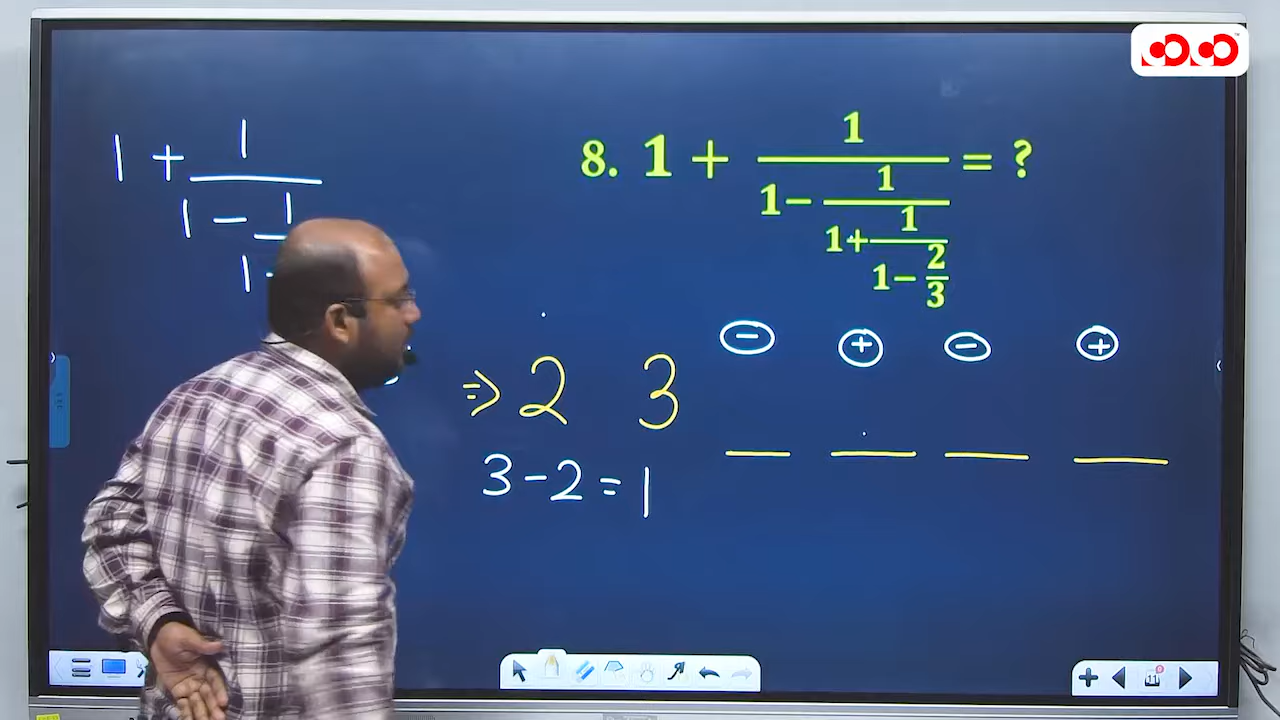 1 + 1
1 - 1
1
8. 1 + 1 = ?
1- 1
1+ 1
1- 2
3
- + - +
⇒ 2 3
3-2=1
11